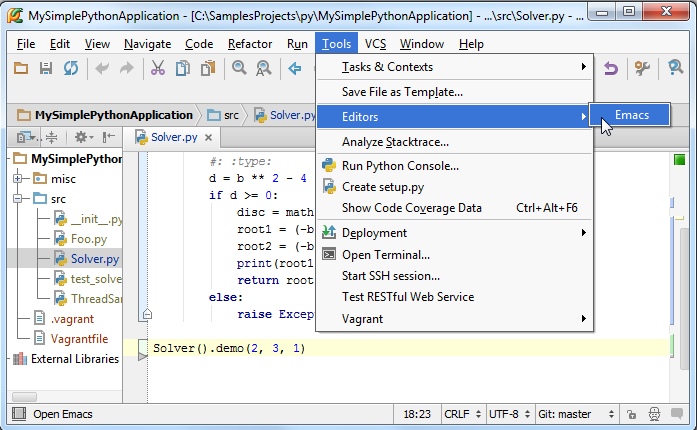 MySimplePythonApplication - [C:\SamplesProjects\py\MySimplePythonApplication] - ...\src\Solver.py - ...
File Edit View Navigate Code Refactor Run Tools VCS Window Help
MySimplePythonApplication src Solver.py
Solver.py
MySimplePython
misc
src
__init__.py
Foo.py
Solver.py
test_solve
ThreadSam
.vagrant
Vagrantfile
External Libraries
#: :type:
d = b ** 2 - 4
if d >= 0:
disc = math
root1 = (-b
root2 = (-b
print(root1
return root
else:
raise Excep
Solver().demo(2, 3, 1)
Tasks & Contexts
Save File as Template...
Editors
Emacs
Analyze Stacktrace...
Run Python Console...
Create setup.py
Show Code Coverage Data Ctrl+Alt+F6
Deployment
Open Terminal...
Start SSH session...
Test RESTful Web Service
Vagrant
Open Emacs 18:23 CRLF UTF-8 Git: master